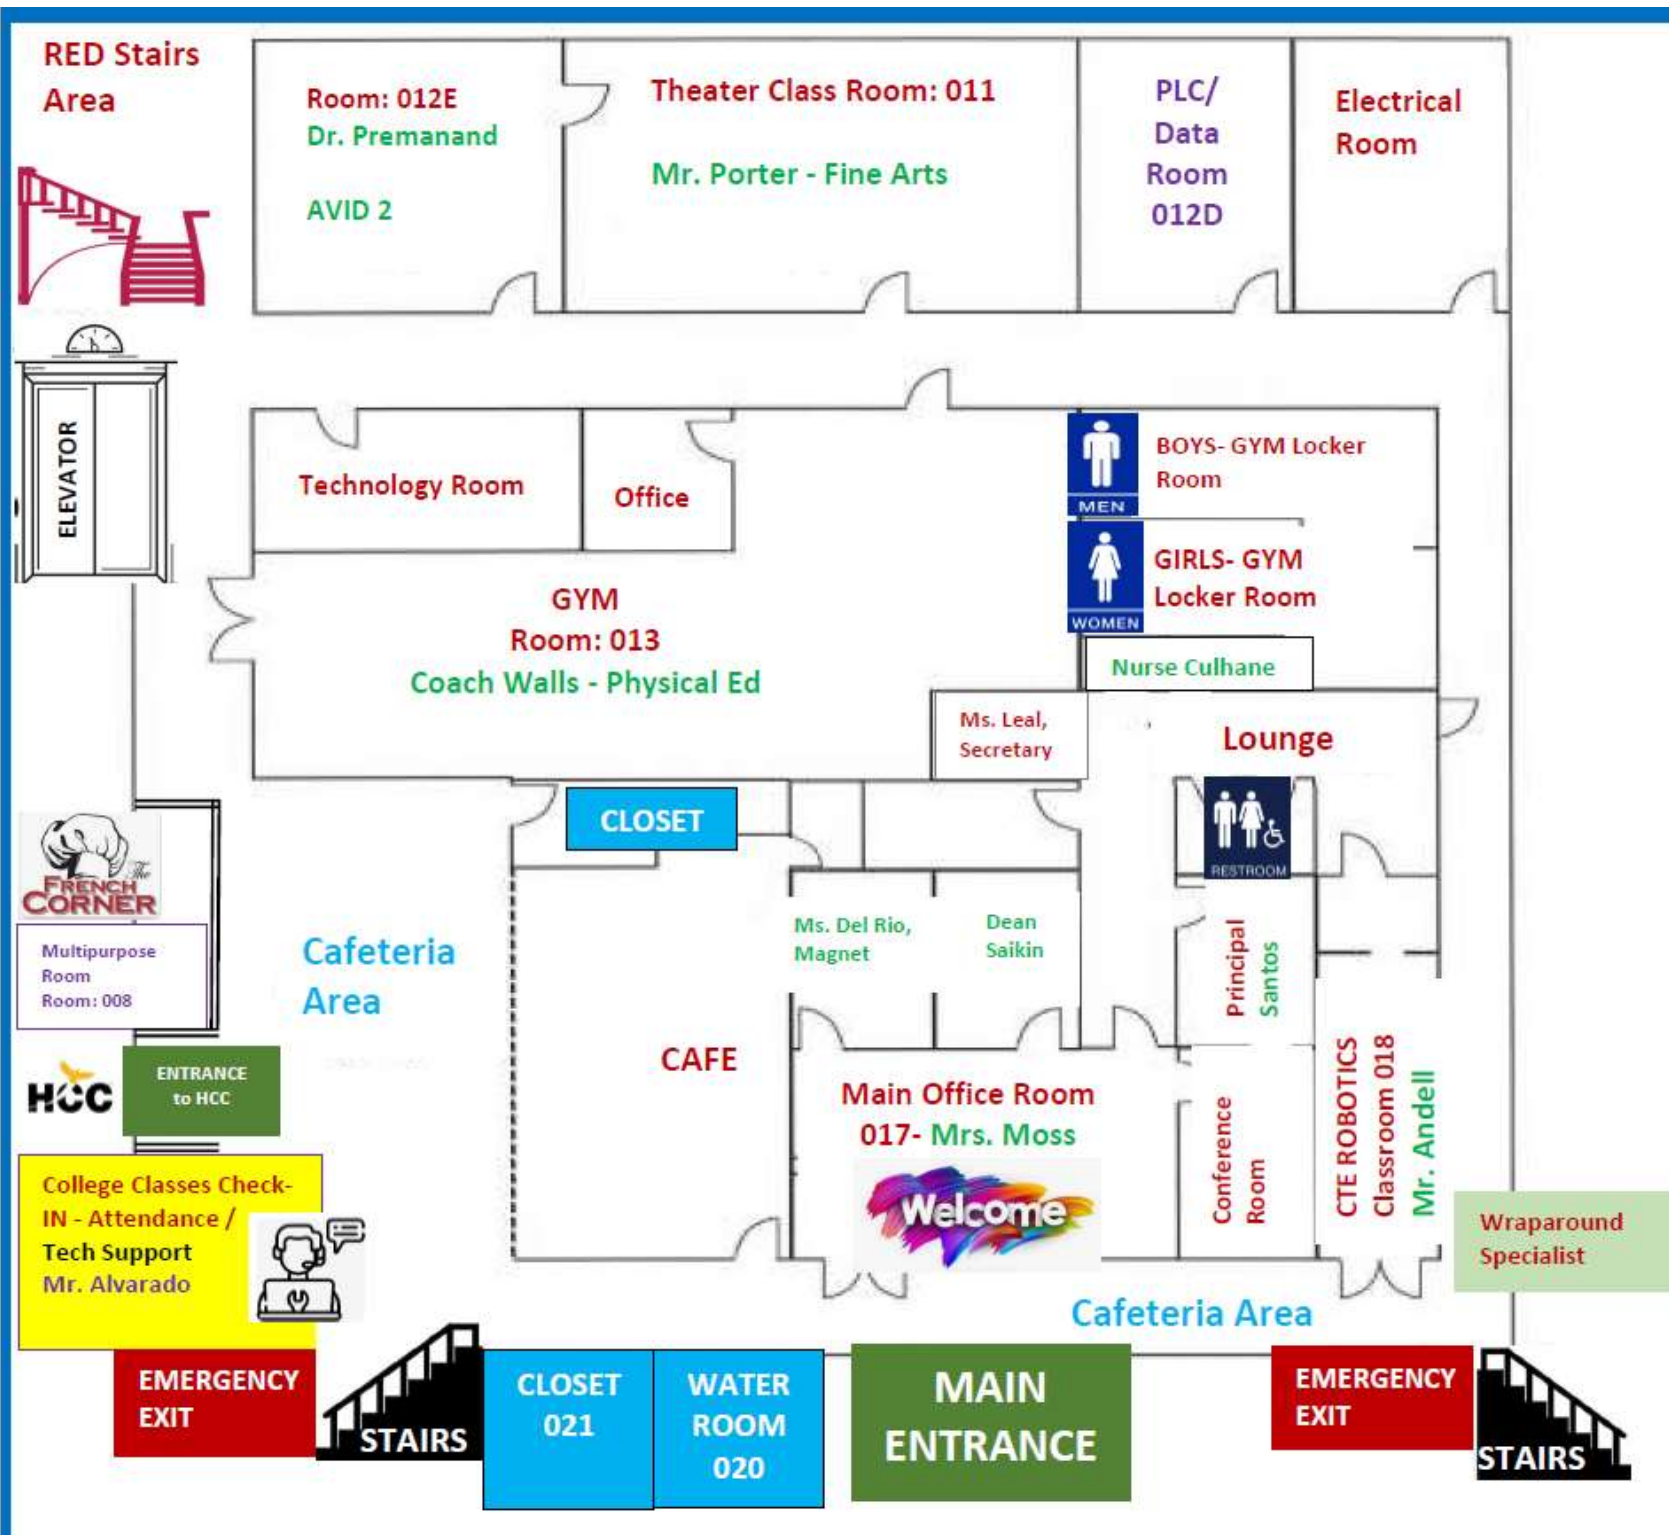 RED Stairs
Area
Room: 012E
Dr. Premanand
AVID 2
Theater Class Room: 011
Mr. Porter - Fine Arts
PLC/
Data
Room
012D
Electrical
Room
ELEVATOR
Technology Room
Office
MEN
BOYS- GYM Locker
Room
WOMEN
GIRLS- GYM
Locker Room
GYM
Room: 013
Coach Walls - Physical Ed
Nurse Culhane
Ms. Leal,
Secretary
Lounge
CLOSET
RESTROOM
The
FRENCH
CORNER
Multipurpose
Room
Room: 008
Cafeteria
Area
Ms. Del Rio,
Magnet
Dean
Saikin
Principal
Santos
CAFE
HCC
ENTRANCE
to HCC
Main Office Room
017- Mrs. Moss
Welcome
Conference
Room
CTE ROBOTICS
Classroom 018
Mr. Andell
College Classes Check-
IN - Attendance /
Tech Support
Mr. Alvarado
Wraparound
Specialist
Cafeteria Area
EMERGENCY
EXIT
STAIRS
CLOSET
021
WATER
ROOM
020
MAIN
ENTRANCE
EMERGENCY
EXIT
STAIRS